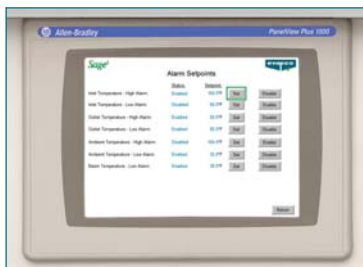 Allen-Bradley PanelView Plus 1000
Sage
Alarm Setpoints
Status: Setpoint:
Inlet Temperature - High Alarm: Enabled Set Disable
Inlet Temperature - Low Alarm: Enabled Set Disable
Outlet Temperature - High Alarm: Enabled Set Disable
Outlet Temperature - Low Alarm: Enabled Set Disable
Ambient Temperature - High Alarm: Enabled Set Disable
Ambient Temperature - Low Alarm: Enabled Set Disable
Temperature - Low Alarm: Enabled Set Disable
Return